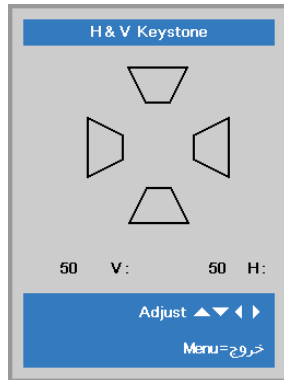 H & V Keystone
50 V: 50 H:
Adjust ▲▼◀▶
خروج=Menu